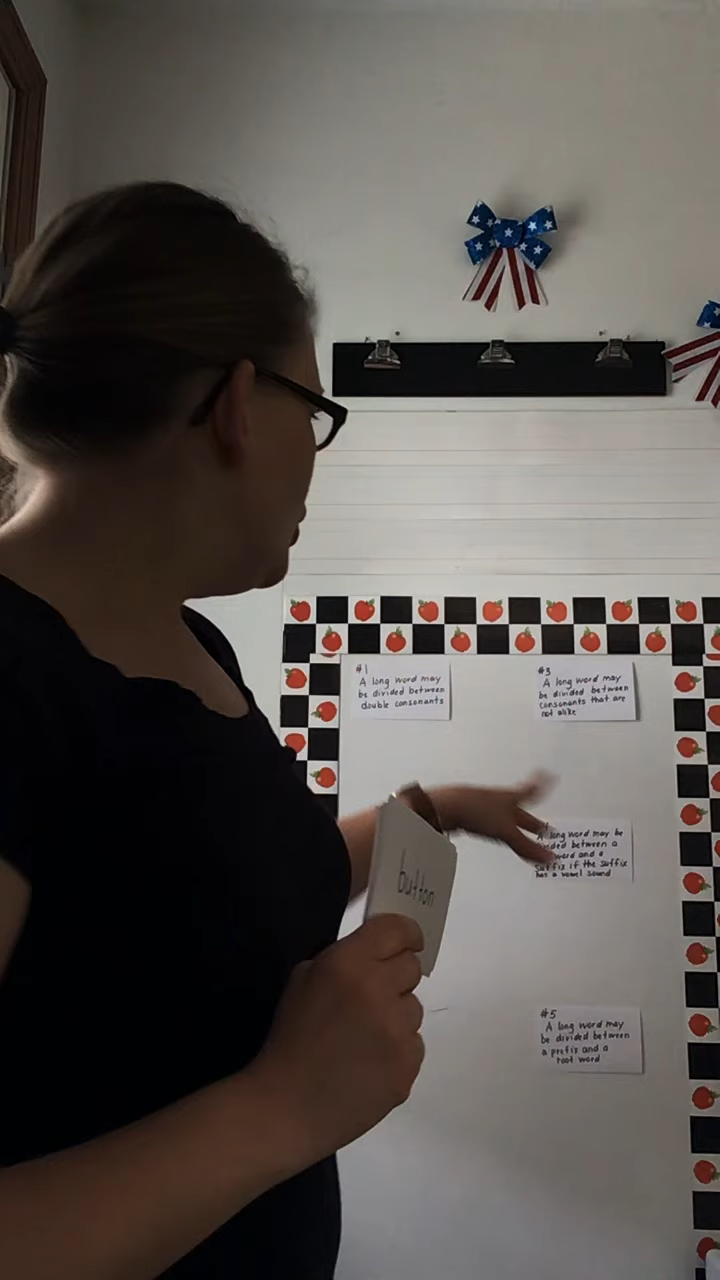 #1
A long word may
be divided between
double consonants
#3
A long word may
be divided between
consonants that are
not alike
button
A long word may be
divided between a
word and a
suffix if the suffix
has a vowel sound
#5
A long word may
be divided between
a prefix and a
root word